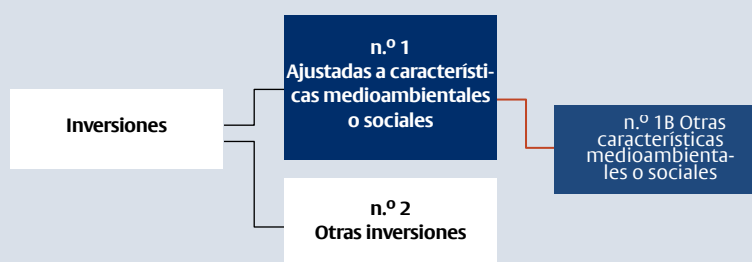 Inversiones
n.º 1
Ajustadas a característi-
cas medioambientales
o sociales
n.º 1B Otras
características
medioambienta-
les o sociales
n.º 2
Otras inversiones